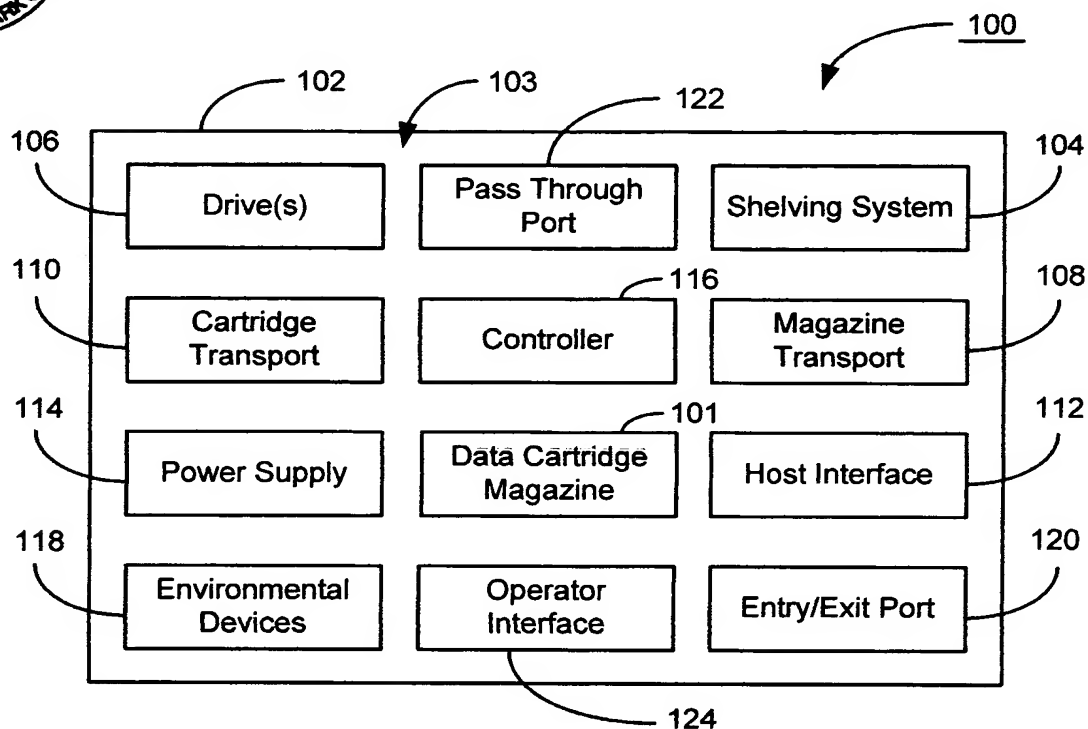 100
102
103
122
106
104
Drive(s)
Pass Through
Port
Shelving System
110
116
108
Cartridge
Transport
Controller
Magazine
Transport
114
101
112
Power Supply
Data Cartridge
Magazine
Host Interface
118
120
Environmental
Devices
Operator
Interface
Entry/Exit Port
124